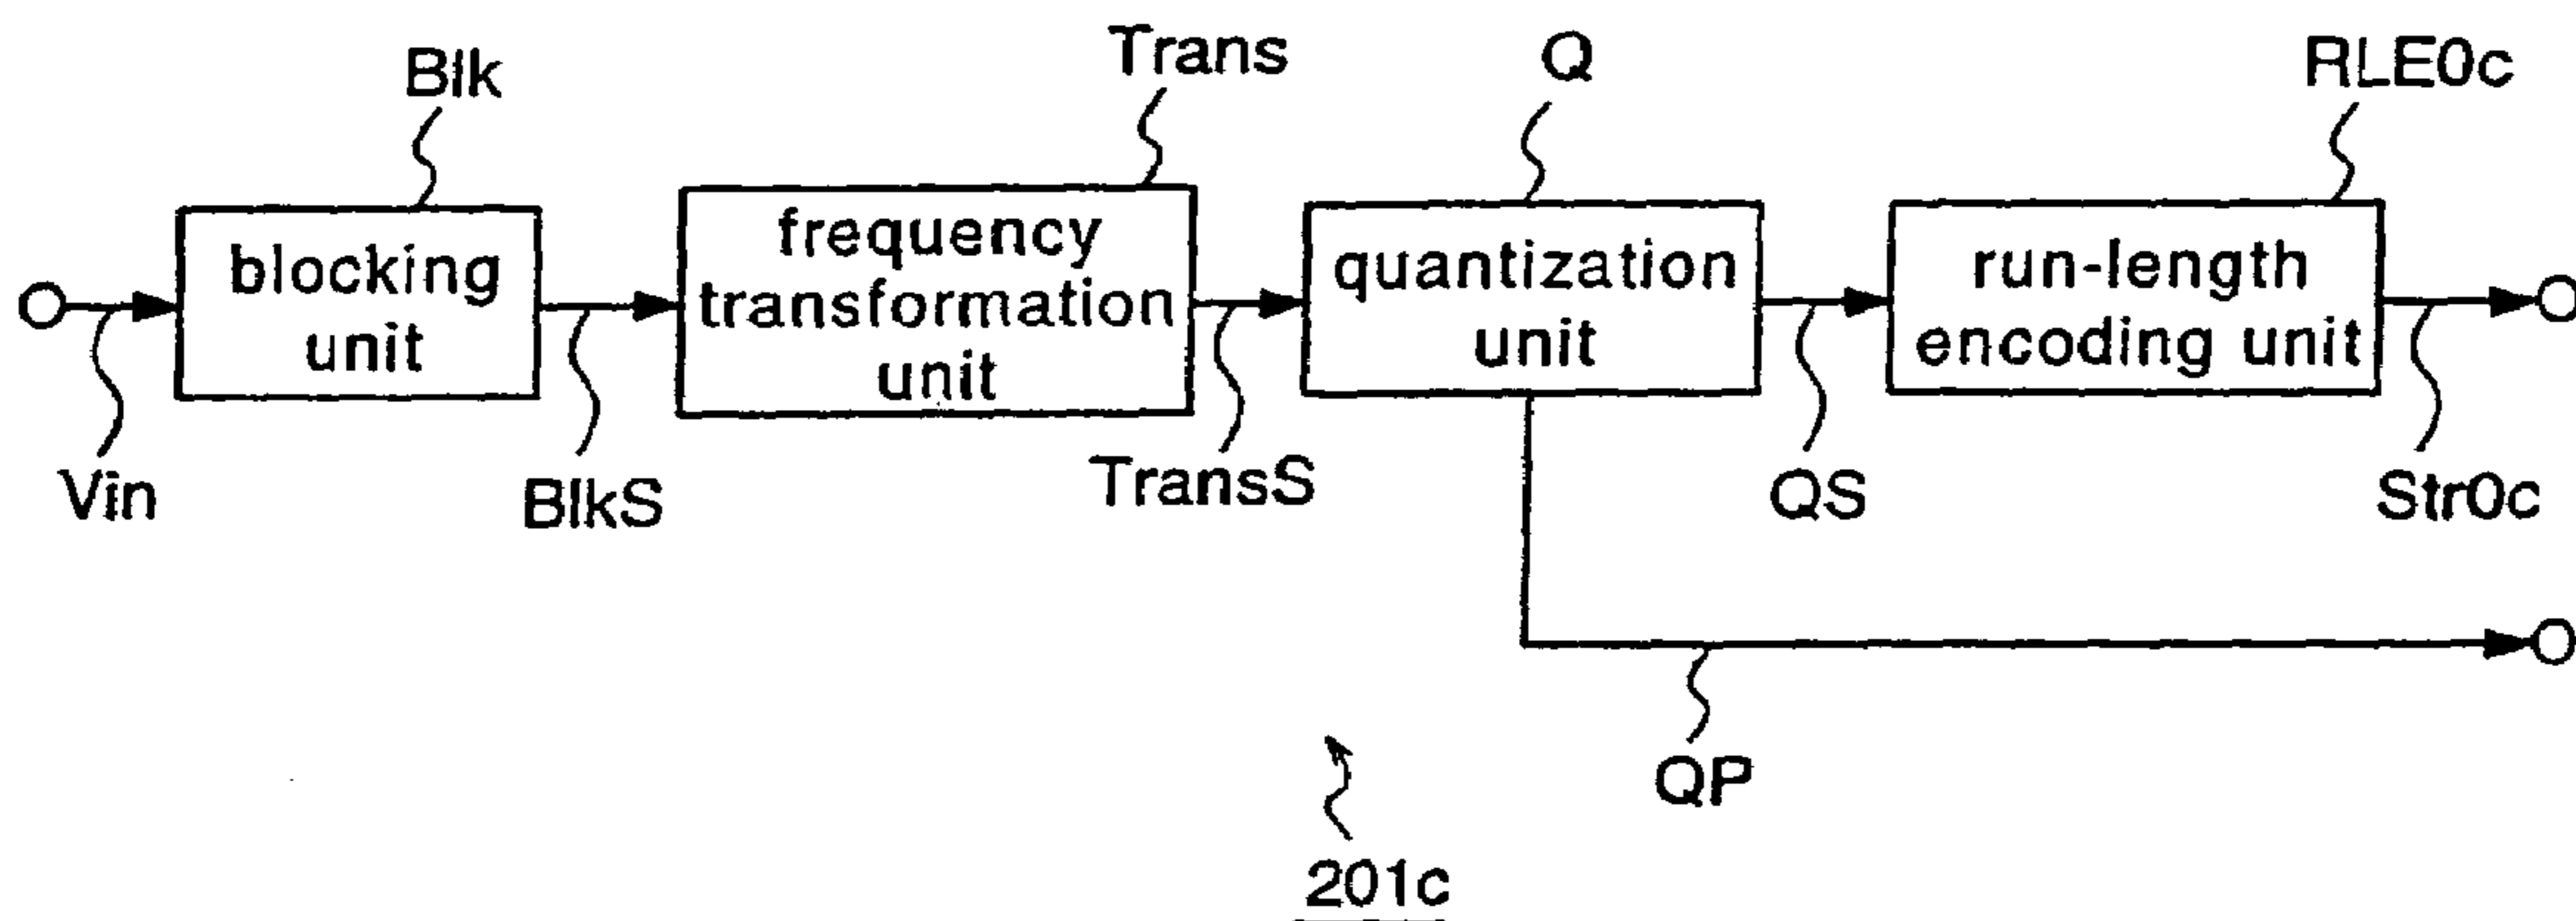 Blk
Trans
Q
RLE0c
blocking
unit
frequency
transformation
unit
quantization
unit
run-length
encoding unit
Vin
BlkS
TransS
QS
Str0c
QP
201c